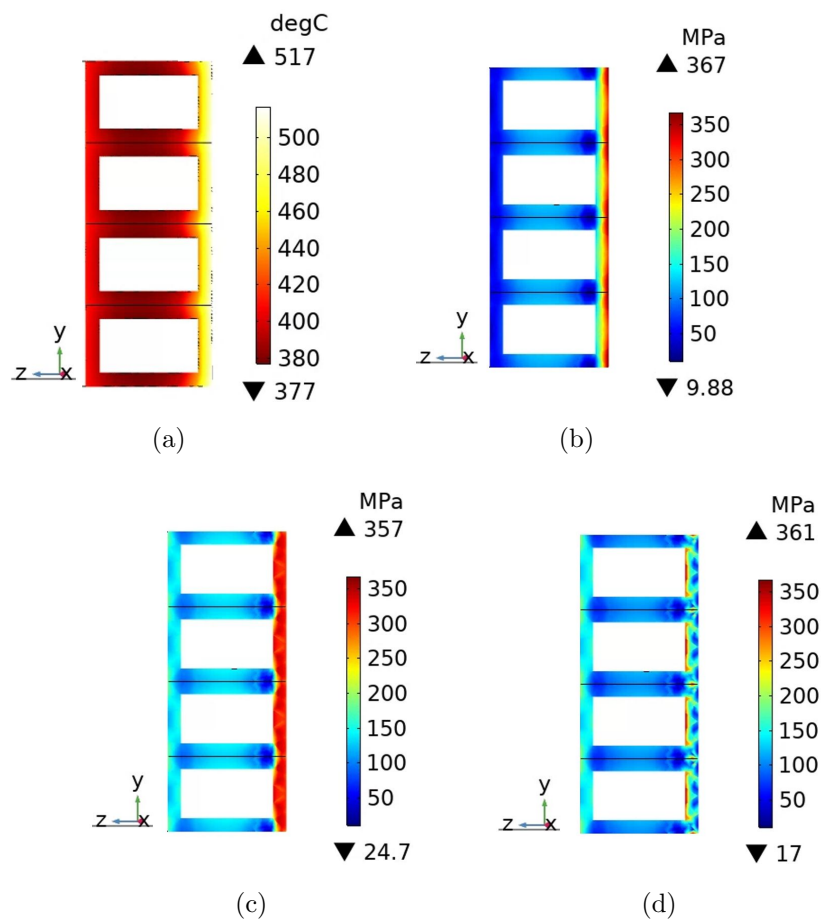 degC
▲ 517
500
480
460
440
420
400
380
▼ 377
y
z x
(a)
MPa
▲ 367
350
300
250
200
150
100
50
▼ 9.88
y
z x
(b)
MPa
▲ 357
350
300
250
200
150
100
50
▼ 24.7
y
z x
(c)
MPa
▲ 361
350
300
250
200
150
100
50
▼ 17
y
z x
(d)